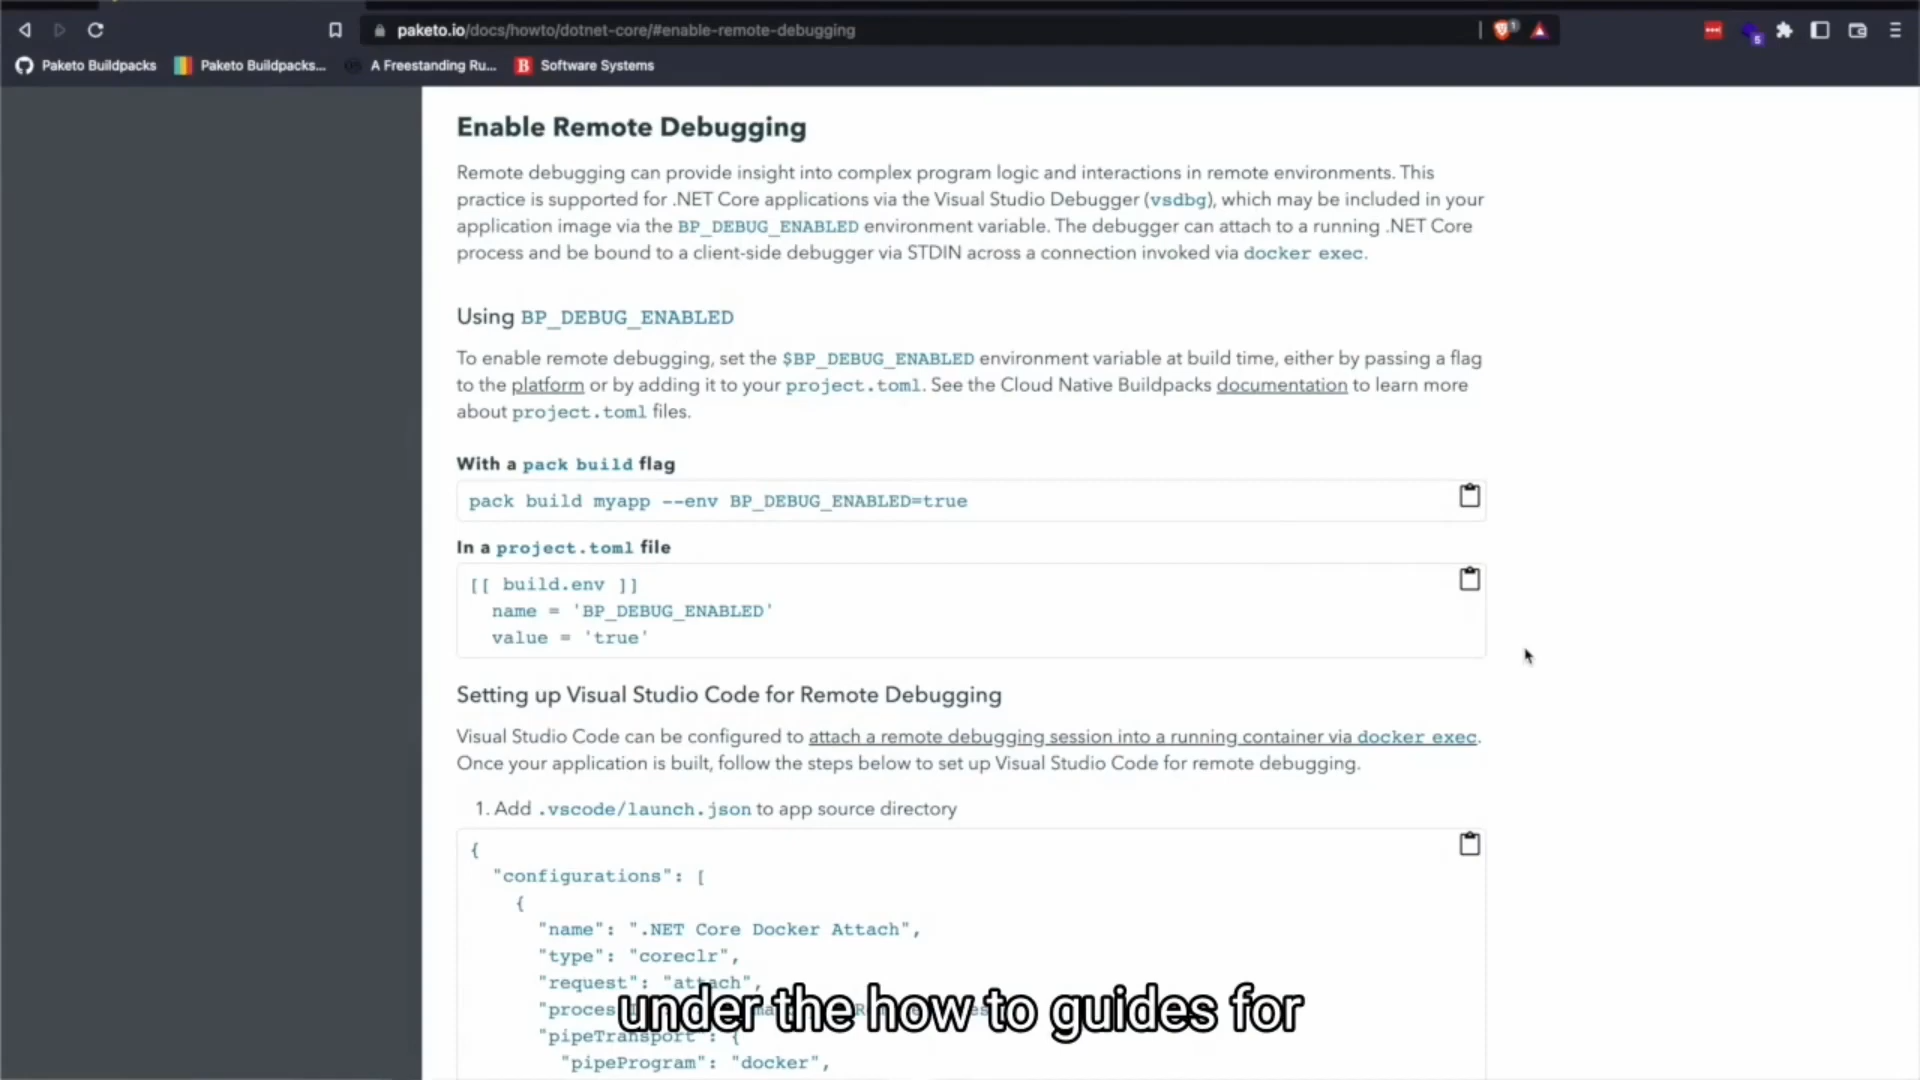 paketo.io/docs/howto/dotnet-core/#enable-remote-debugging
1
5
Paketo Buildpacks
Paketo Buildpacks...
A Freestanding Ru...
B
Software Systems
Enable Remote Debugging
Remote debugging can provide insight into complex program logic and interactions in remote environments. This
practice is supported for .NET Core applications via the Visual Studio Debugger (vsdbg), which may be included in your
application image via the BP_DEBUG_ENABLED environment variable. The debugger can attach to a running .NET Core
process and be bound to a client-side debugger via STDIN across a connection invoked via docker exec.
Using BP_DEBUG_ENABLED
To enable remote debugging, set the $BP_DEBUG_ENABLED environment variable at build time, either by passing a flag
to the platform or by adding it to your project.toml. See the Cloud Native Buildpacks documentation to learn more
about project.toml files.
With a pack build flag
pack build myapp --env BP_DEBUG_ENABLED=true
In a project.toml file
[[ build.env ]]
name = 'BP_DEBUG_ENABLED'
value = 'true'
Setting up Visual Studio Code for Remote Debugging
Visual Studio Code can be configured to attach a remote debugging session into a running container via docker exec.
Once your application is built, follow the steps below to set up Visual Studio Code for remote debugging.
1. Add .vscode/launch.json to app source directory
{
"configurations": [
{
"name": ".NET Core Docker Attach",
"type": "coreclr",
"request": "attach",
under the how to guides for
"pipeTransport": {
"pipeProgram": "docker",